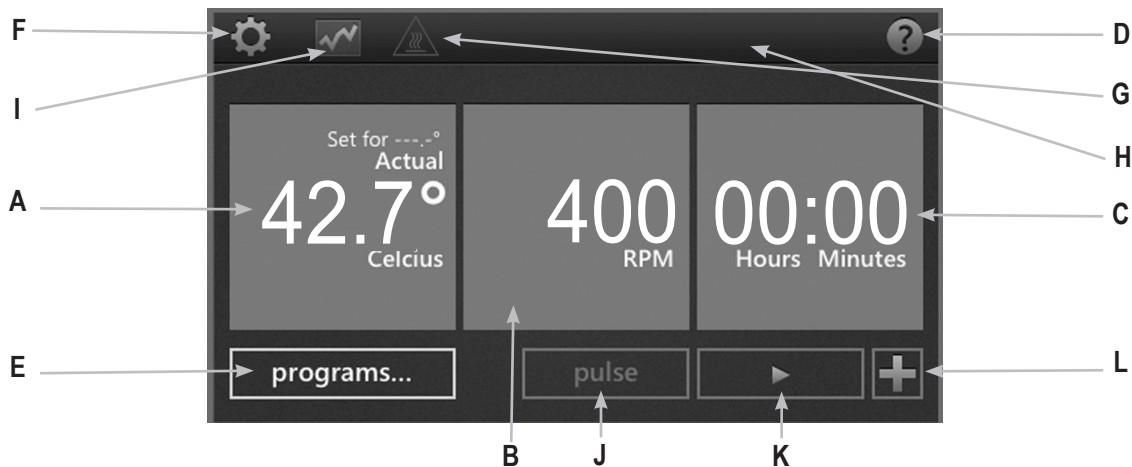 F
D
I
G
H
Set for ---.-°
Actual
A
42.7°
Celcius
400
RPM
00:00
Hours Minutes
C
E
programs...
pulse
L
B
J
K